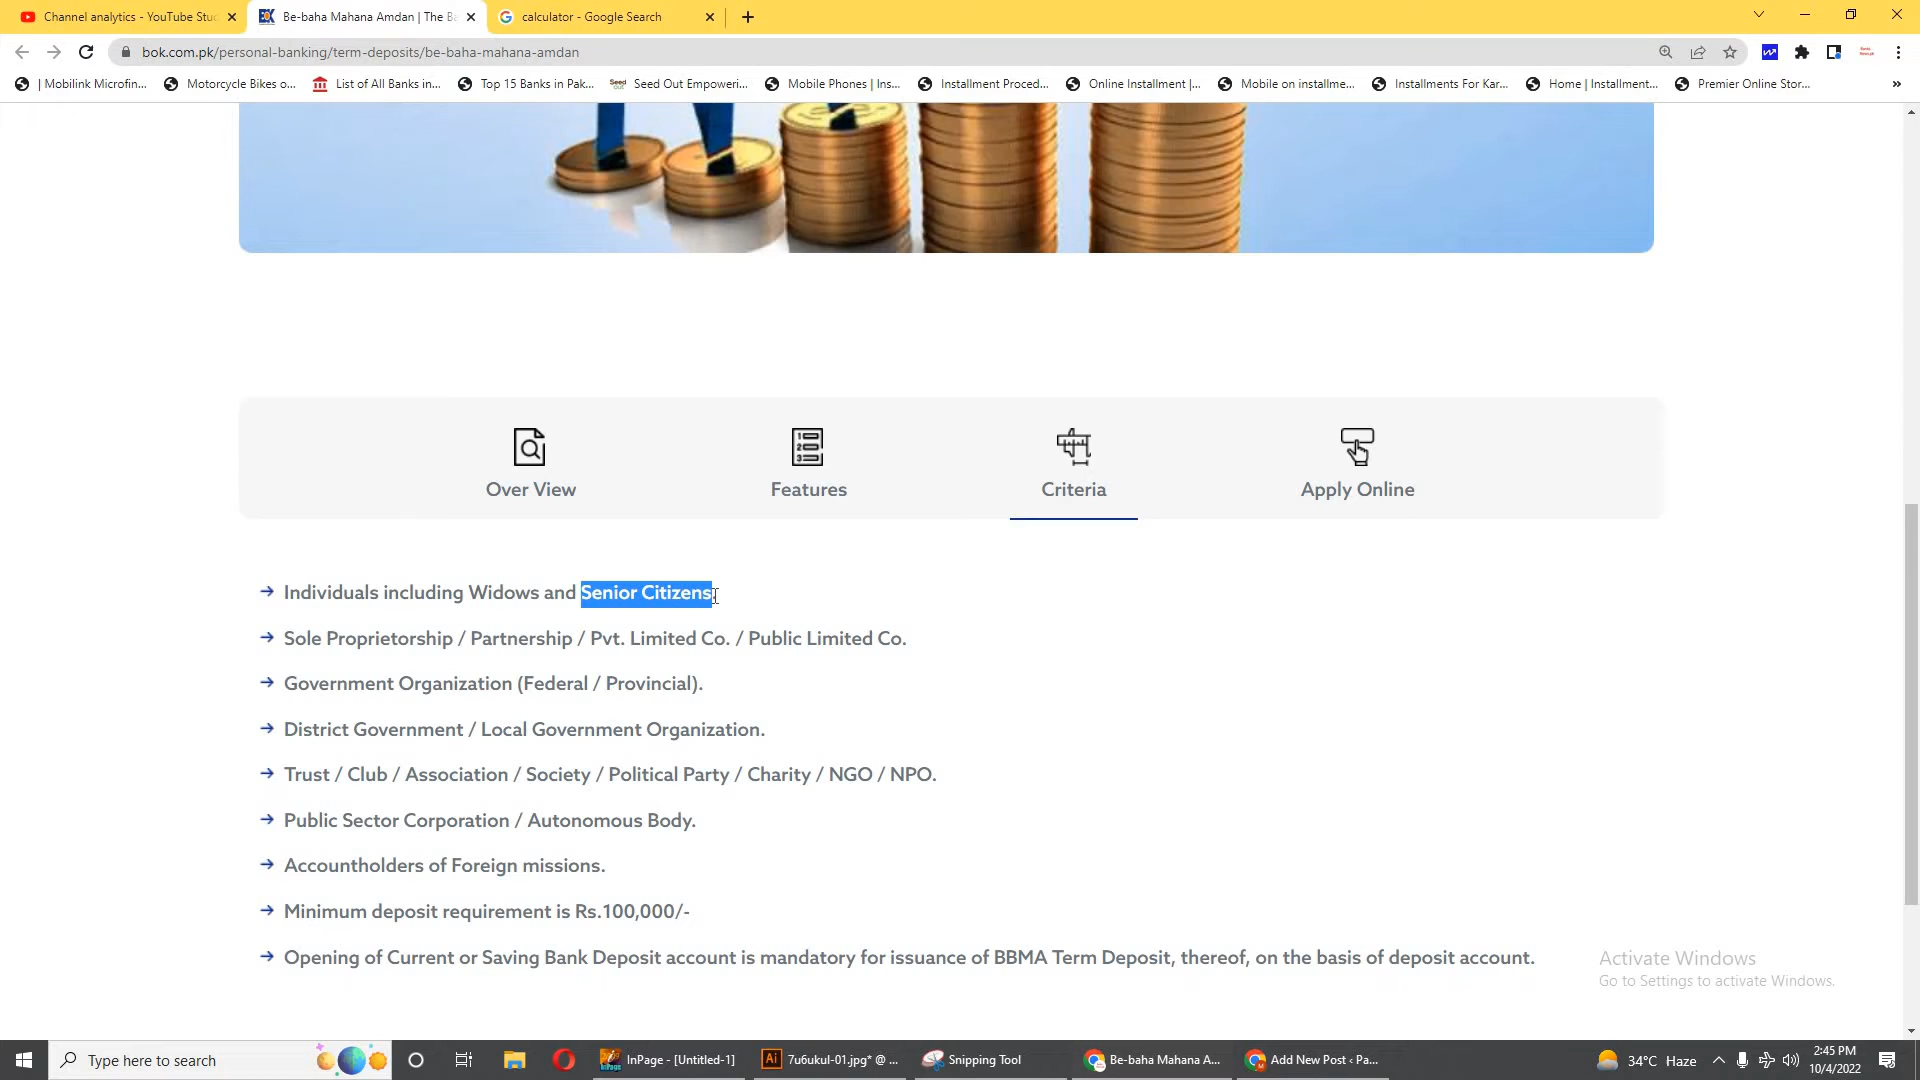 Channel analytics - YouTube Stu
Be-baha Mahana Amdan | The Ba
calculator - Google Search
bok.com.pk/personal-banking/term-deposits/be-baha-mahana-amdan
| Mobilink Microfin...
Motorcycle Bikes o...
List of All Banks in...
Top 15 Banks in Pak...
Seed Out Empoweri...
Mobile Phones | Ins...
Installment Proced...
Online Installment |...
Mobile on installme...
Installments For Kar...
Home | Installment...
Premier Online Stor...
Over View
Features
Criteria
Apply Online
Individuals including Widows and Senior Citizens.
Sole Proprietorship / Partnership / Pvt. Limited Co. / Public Limited Co.
Government Organization (Federal / Provincial).
District Government / Local Government Organization.
Trust / Club / Association / Society / Political Party / Charity / NGO / NPO.
Public Sector Corporation / Autonomous Body.
Accountholders of Foreign missions.
Minimum deposit requirement is Rs.100,000/-
Opening of Current or Saving Bank Deposit account is mandatory for issuance of BBMA Term Deposit, thereof, on the basis of deposit account.
Activate Windows
Go to Settings to activate Windows.
Type here to search
InPage - [Untitled-1]
7u6ukul-01.jpg* @ ...
Snipping Tool
Be-baha Mahana A...
Add New Post ‹ Pa...
34°C Haze
2:45 PM
10/4/2022